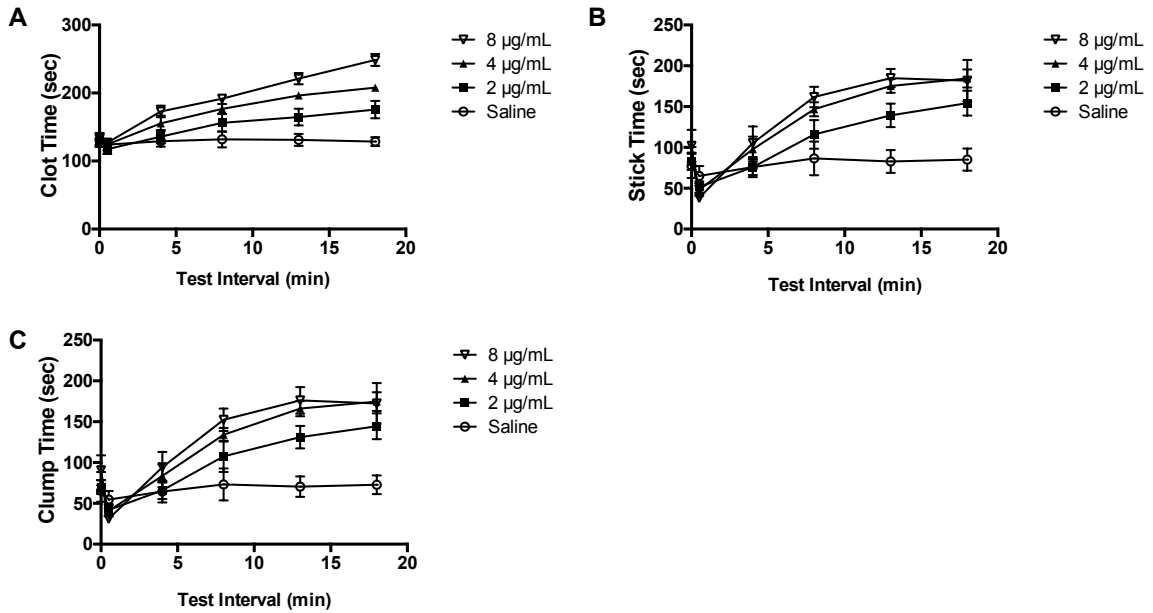 A
300
200
100
0
0
5
10
15
20
Clot Time (sec)
Test Interval (min)
8 µg/mL
4 µg/mL
2 µg/mL
Saline
B
250
200
150
100
50
0
0
5
10
15
20
Stick Time (sec)
Test Interval (min)
8 µg/mL
4 µg/mL
2 µg/mL
Saline
C
250
200
150
100
50
0
0
5
10
15
20
Clump Time (sec)
Test Interval (min)
8 µg/mL
4 µg/mL
2 µg/mL
Saline